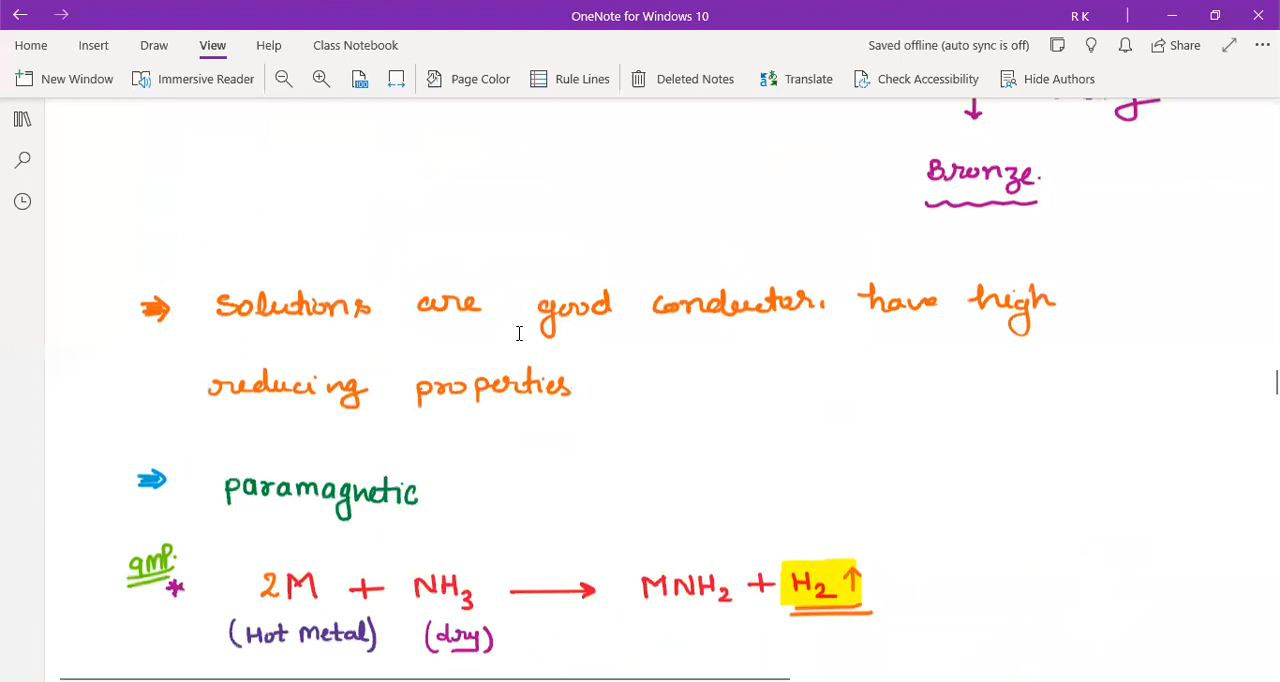 OneNote for Windows 10
R K
Home Insert Draw View Help Class Notebook
Saved offline (auto sync is off) Share
New Window Immersive Reader Page Color Rule Lines Deleted Notes Translate Check Accessibility Hide Authors
Bronze.
Solutions are good conductor. have high
reducing properties
paramagnetic
qmp.
* 2M + NH3 → MNH2 + H2 ↑
(Hot metal) (dry)